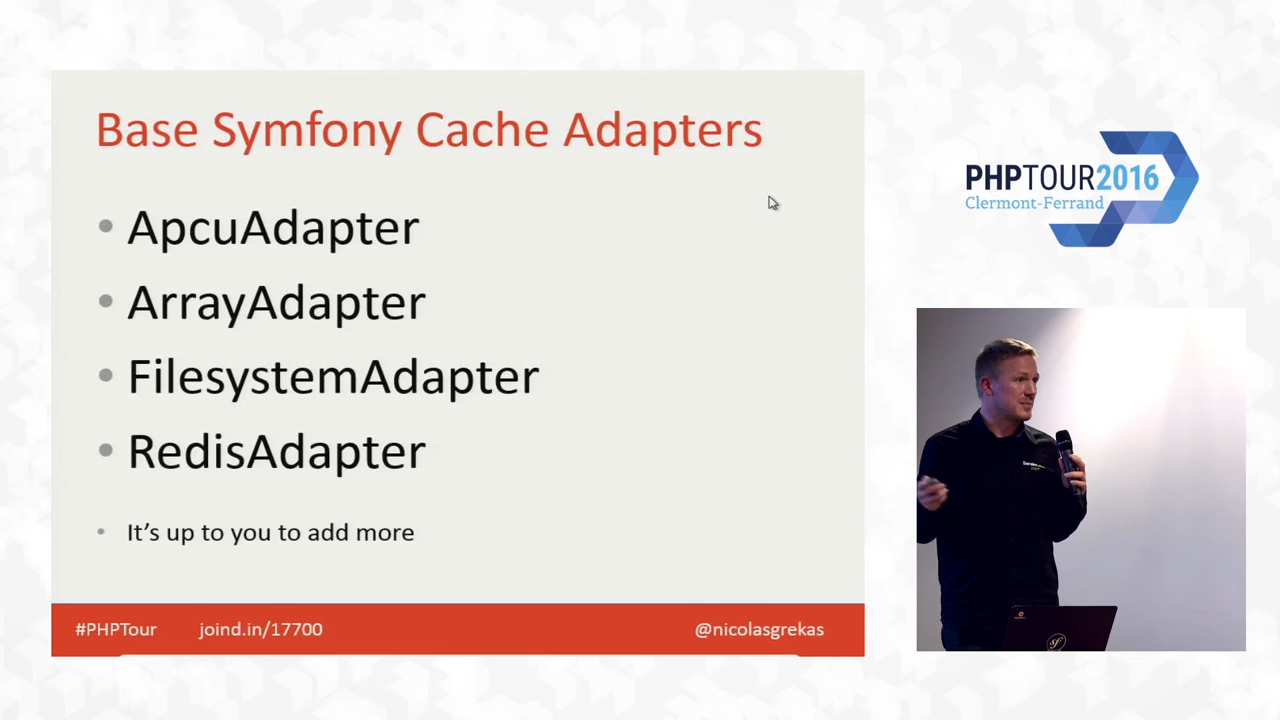 Base Symfony Cache Adapters
• ApcuAdapter
• ArrayAdapter
• FilesystemAdapter
• RedisAdapter
• It's up to you to add more
#PHPTour joind.in/17700 @nicolasgrekas
PHPTOUR2016
Clermont-Ferrand